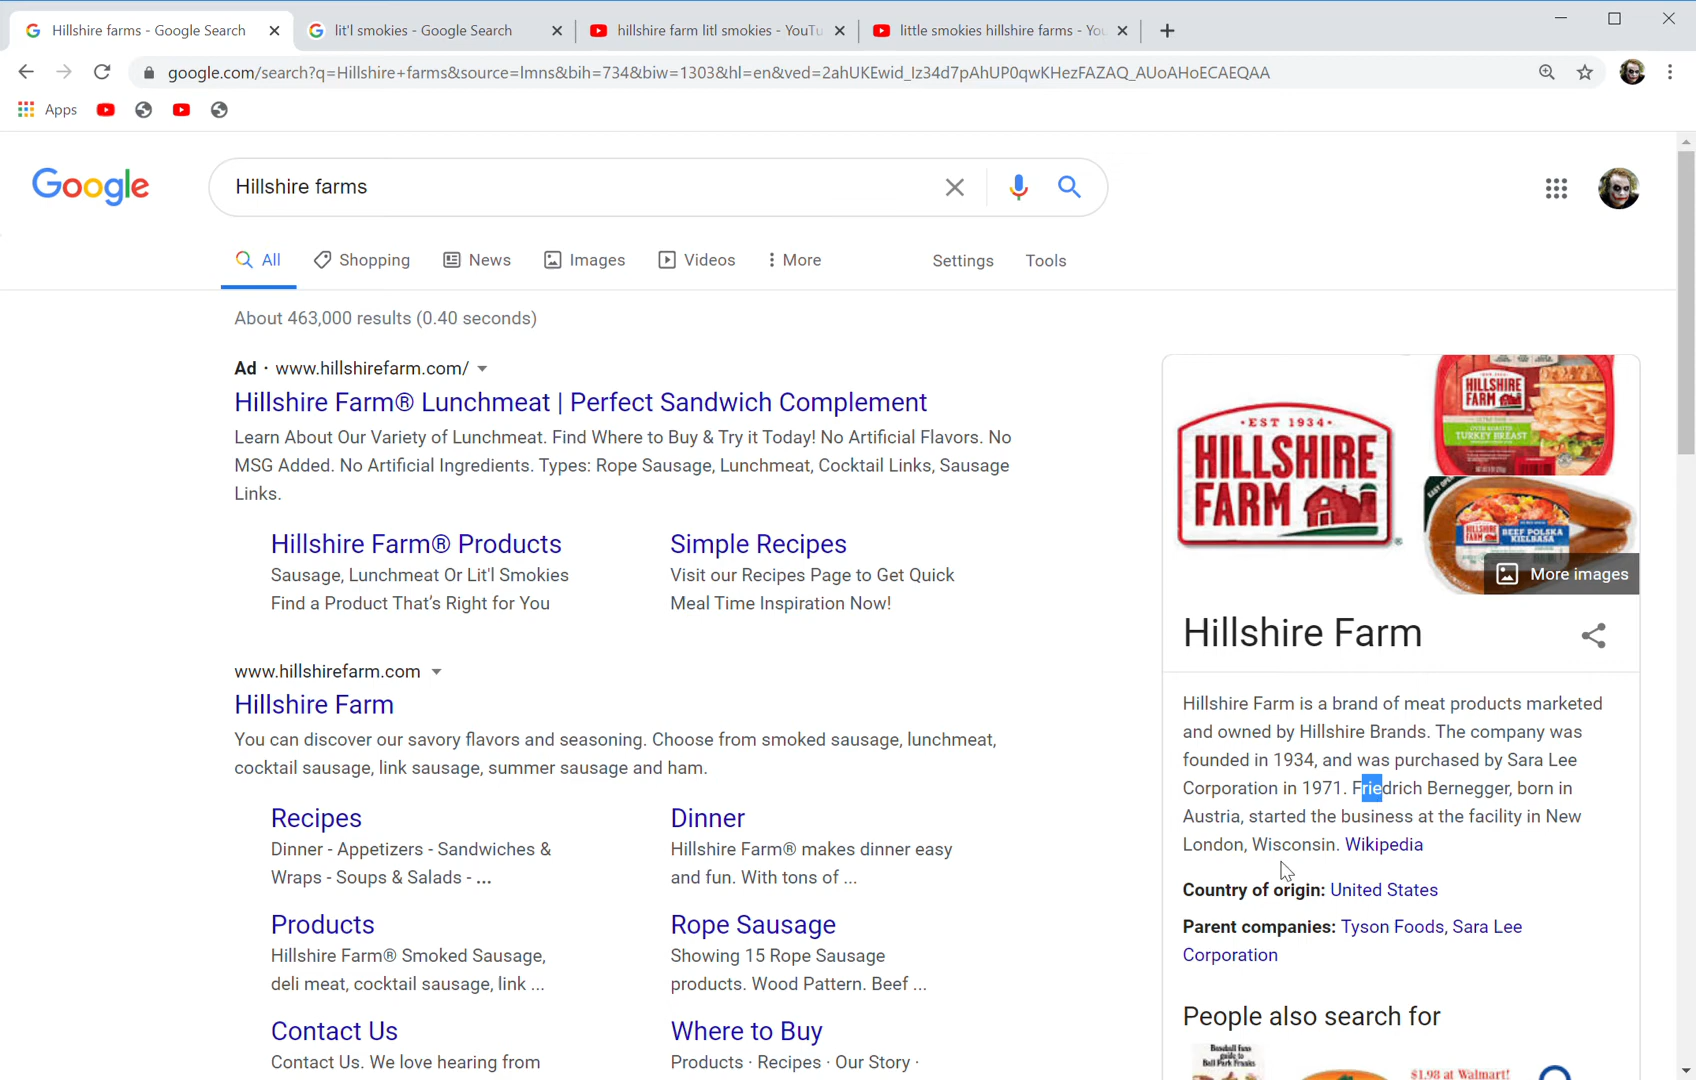 Hillshire farms - Google Search
lit'l smokies - Google Search
hillshire farm litl smokies - YouTu
little smokies hillshire farms - You
google.com/search?q=Hillshire+farms&source=lmns&bih=734&biw=1303&hl=en&ved=2ahUKEwid_Iz34d7pAhUP0qwKHezFAZAQ_AUoAHoECAEQAA
Apps
Google
Hillshire farms
All
Shopping
News
Images
Videos
More
Settings
Tools
About 463,000 results (0.40 seconds)
Ad · www.hillshirefarm.com/
Hillshire Farm® Lunchmeat | Perfect Sandwich Complement
Learn About Our Variety of Lunchmeat. Find Where to Buy & Try it Today! No Artificial Flavors. No
MSG Added. No Artificial Ingredients. Types: Rope Sausage, Lunchmeat, Cocktail Links, Sausage
Links.
Hillshire Farm® Products
Sausage, Lunchmeat Or Lit'l Smokies
Find a Product That's Right for You
Simple Recipes
Visit our Recipes Page to Get Quick
Meal Time Inspiration Now!
www.hillshirefarm.com
Hillshire Farm
You can discover our savory flavors and seasoning. Choose from smoked sausage, lunchmeat,
cocktail sausage, link sausage, summer sausage and ham.
Recipes
Dinner - Appetizers - Sandwiches &
Wraps - Soups & Salads - ...
Dinner
Hillshire Farm® makes dinner easy
and fun. With tons of ...
Products
Hillshire Farm® Smoked Sausage,
deli meat, cocktail sausage, link ...
Rope Sausage
Showing 15 Rope Sausage
products. Wood Pattern. Beef ...
Contact Us
Contact Us. We love hearing from
Where to Buy
Products · Recipes · Our Story ·
· EST 1934 ·
HILLSHIRE
FARM
®
HILLSHIRE
FARM
TURKEY BREAST
EASY OPEN
HILLSHIRE
FARM
BEEF POLSKA
KIELBASA
More images
Hillshire Farm
Hillshire Farm is a brand of meat products marketed
and owned by Hillshire Brands. The company was
founded in 1934, and was purchased by Sara Lee
Corporation in 1971. Friedrich Bernegger, born in
Austria, started the business at the facility in New
London, Wisconsin. Wikipedia
Country of origin: United States
Parent companies: Tyson Foods, Sara Lee
Corporation
People also search for
Baseball fans
guide to
Ball Park Franks
$1.98 at Walmart!